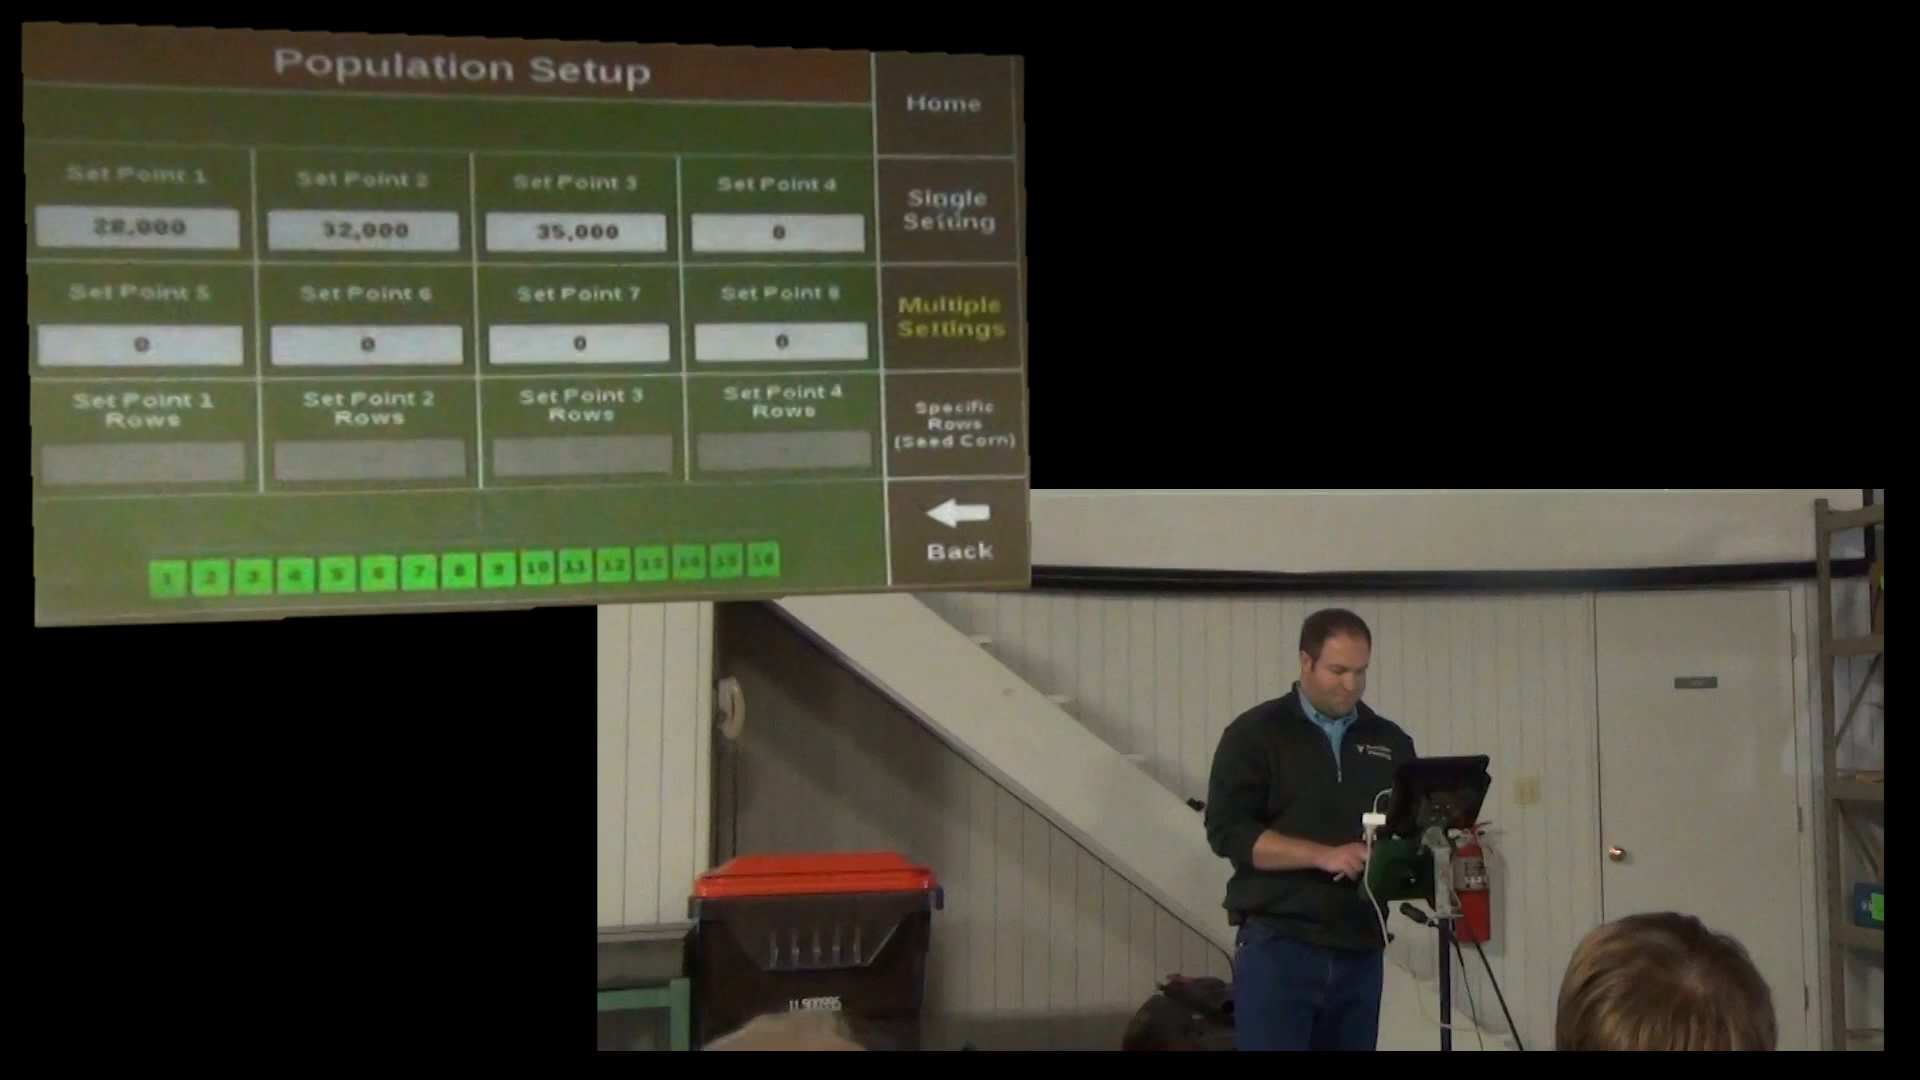 Population Setup
Home
Set Point 1
Set Point 2
Set Point 3
Set Point 4
28,000
32,000
35,000
0
Single
Setting
Set Point 5
Set Point 6
Set Point 7
Set Point 8
0
0
0
0
Multiple
Settings
Set Point 1
Rows
Set Point 2
Rows
Set Point 3
Rows
Set Point 4
Rows
Specific
Rows
(Seed Corn)
1 2 3 4 5 6 7 8 9 10 11 12 13 14 15 16
Back